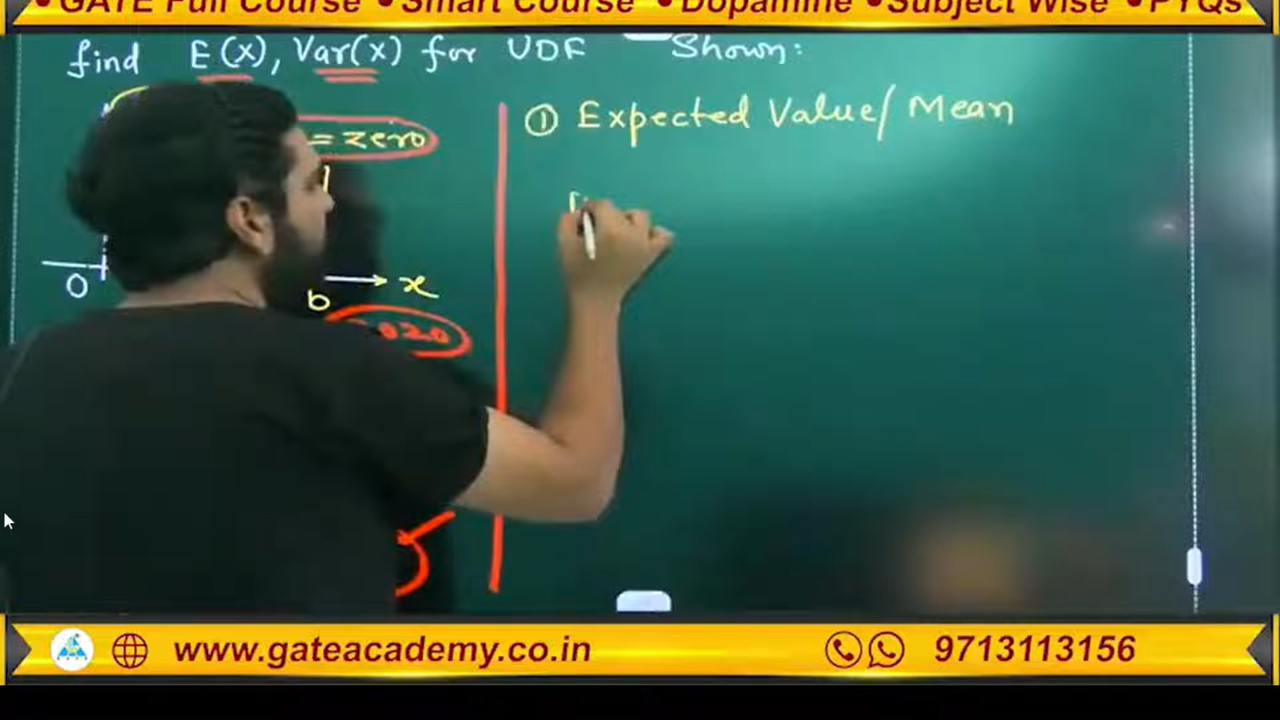 •GATE Full Course •Smart Course •Dopamine •Subject Wise •PYQs
find E(x), Var(x) for UDF Shown:
= zero
① Expected Value/Mean
0
b
x
2020
www.gateacademy.co.in
9713113156